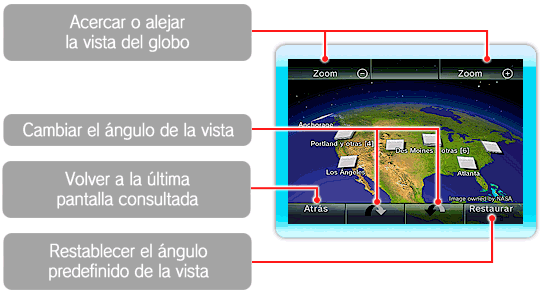 Acercar o alejar
la vista del globo
Zoom
Zoom
Anchorage
Portland y otras [4]
Des Moines y otras [6]
Los Ángeles
Atlanta
Image owned by NASA
Atrás
Restaurar
Cambiar el ángulo de la vista
Volver a la última
pantalla consultada
Restablecer el ángulo
predefinido de la vista